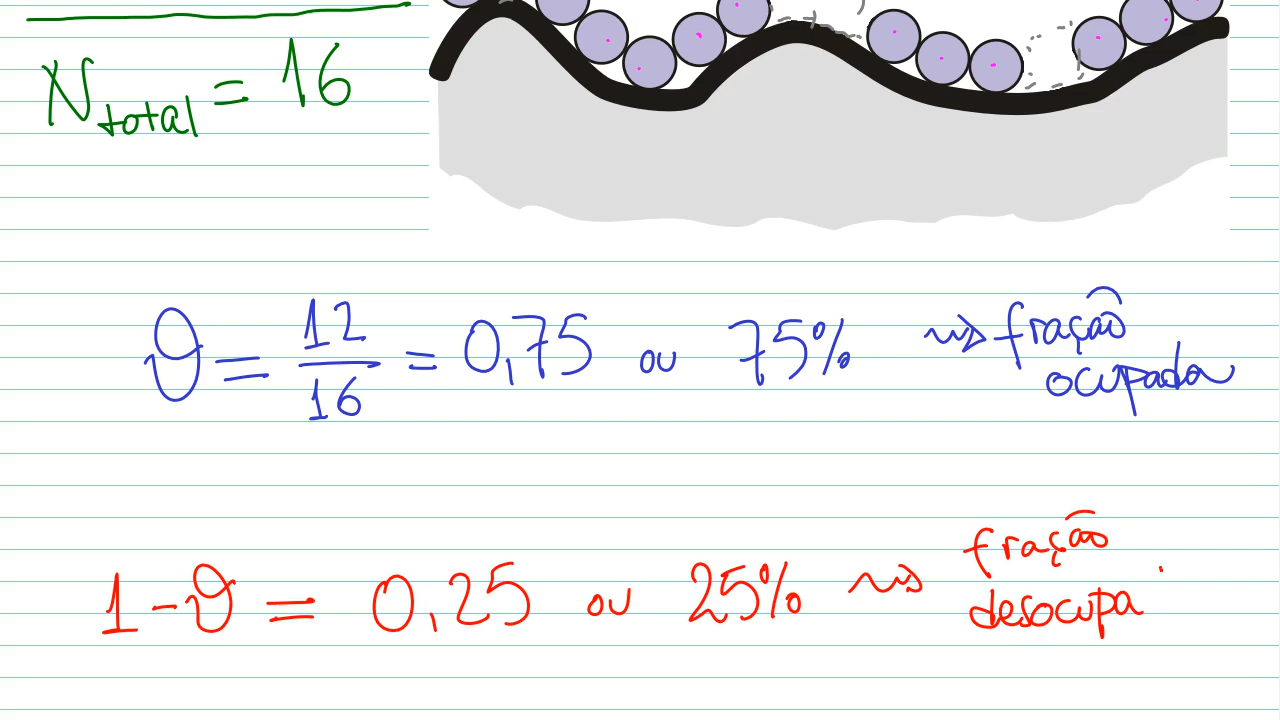 N total = 16
ϑ = 12/16 = 0,75 ou 75% ⇝ fração
ocupada
1-ϑ = 0,25 ou 25% ⇝ fração
desocupa